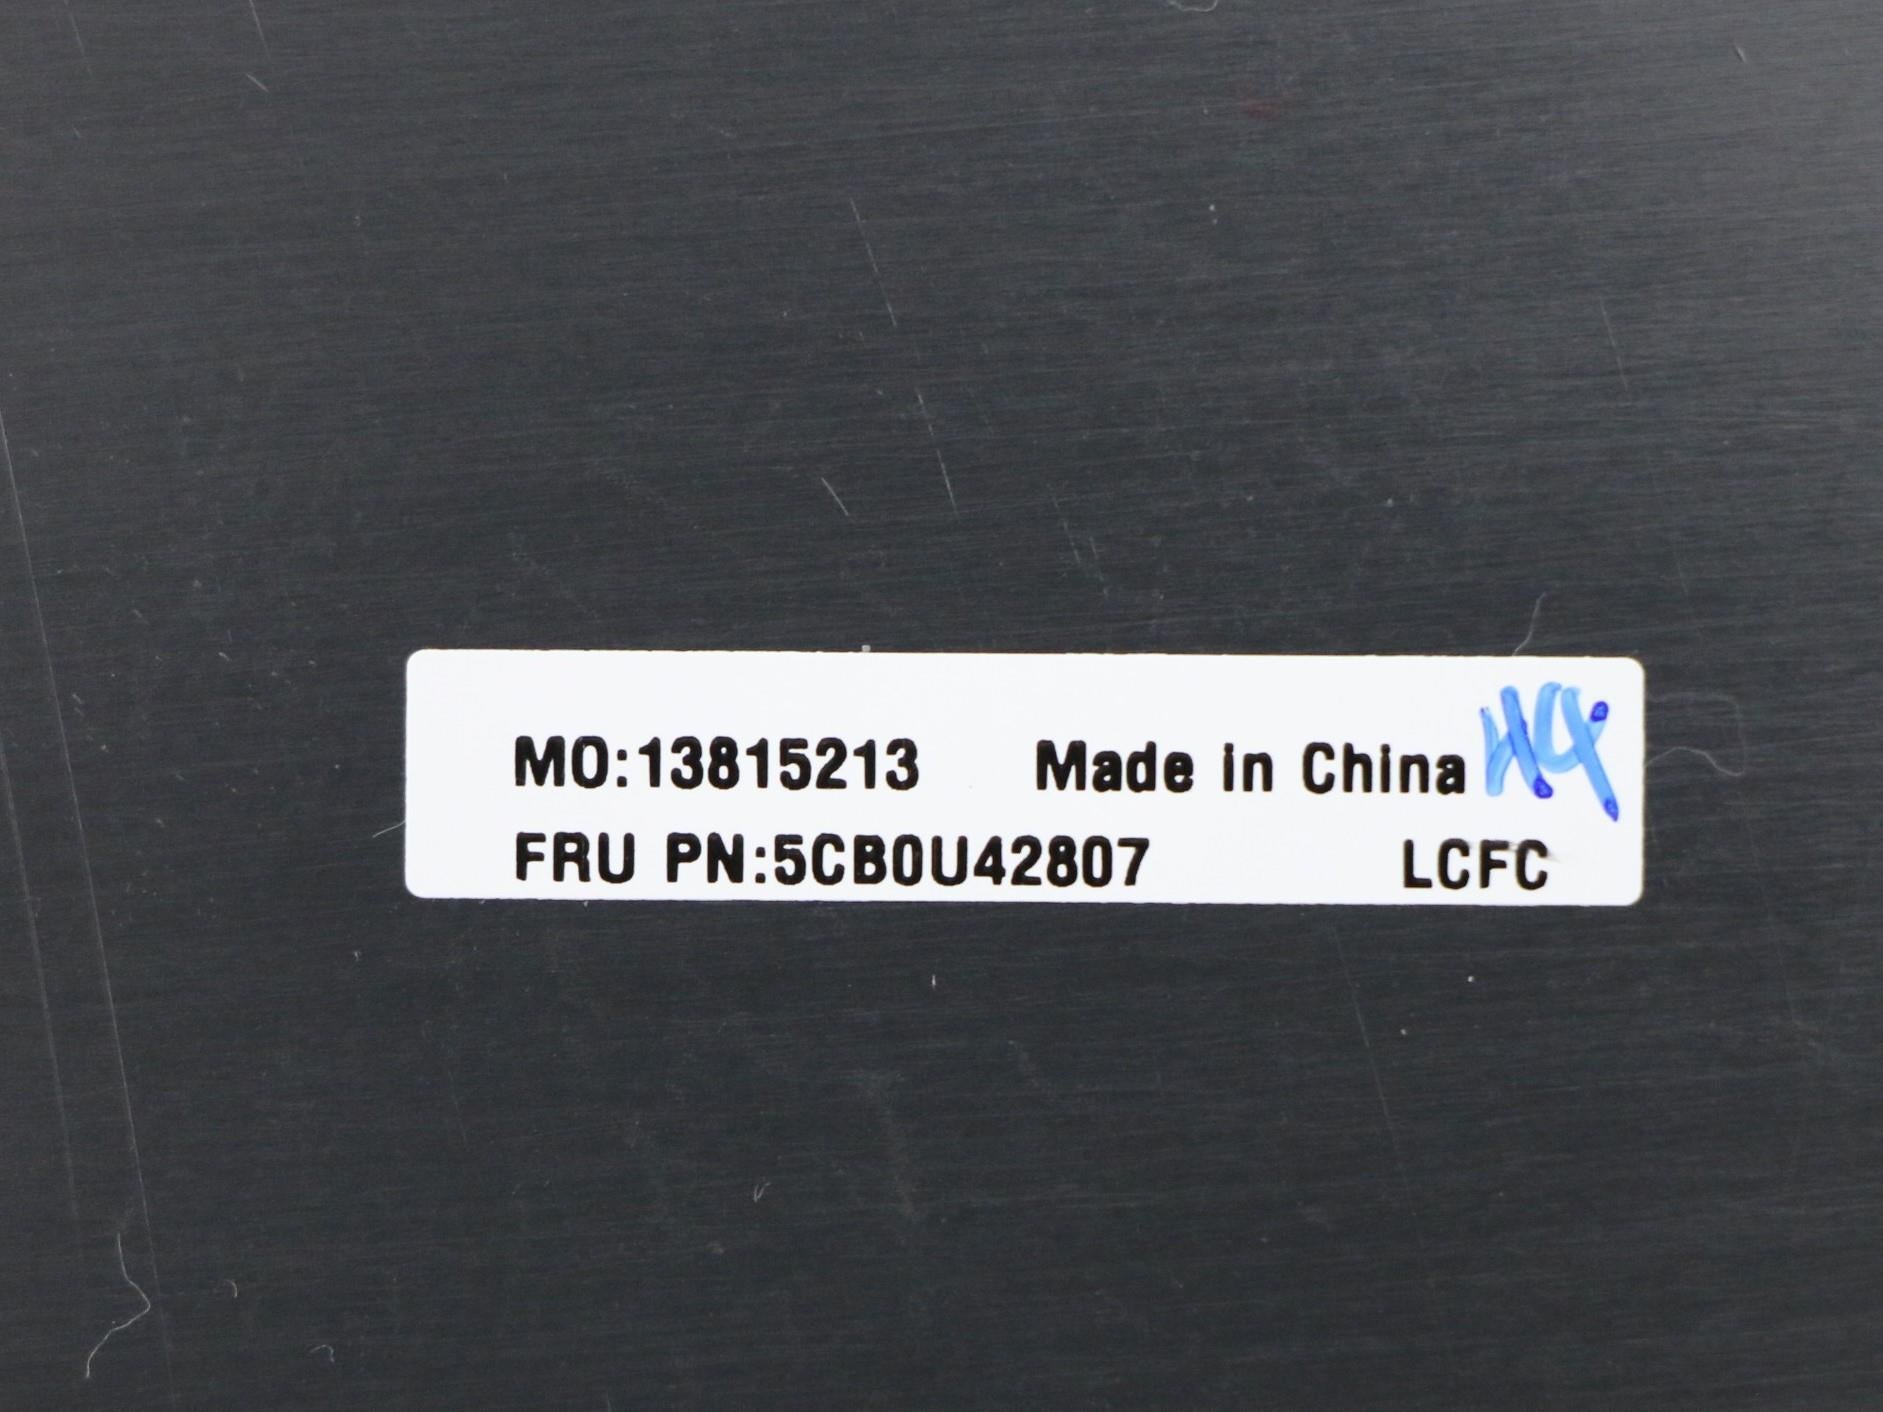 MO:13815213 Made in China
FRU PN:5CB0U42807 LCFC